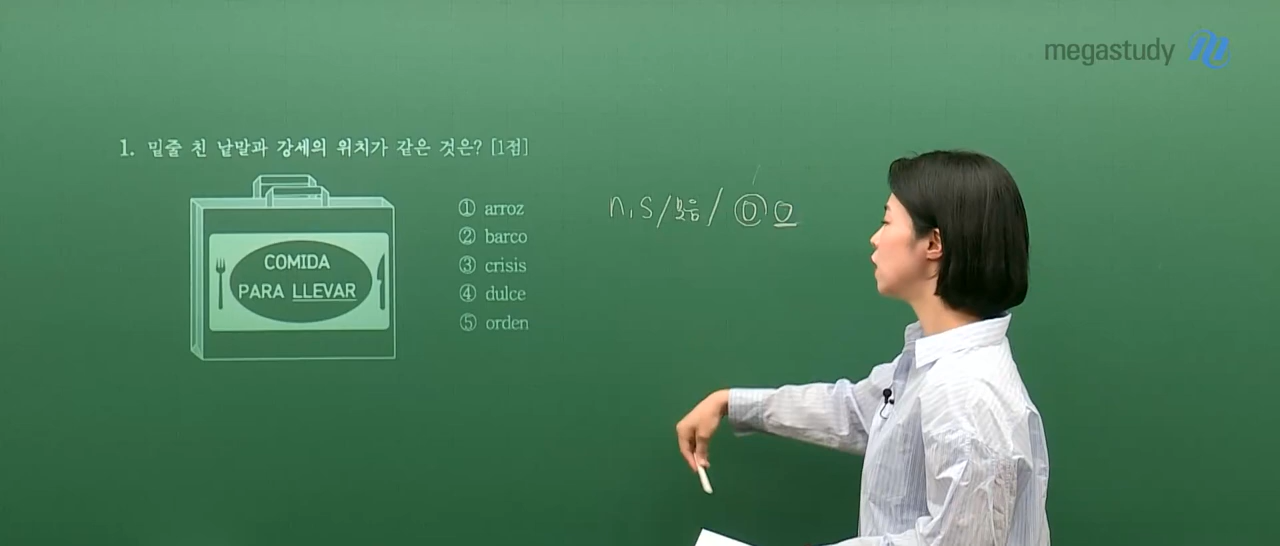 megastudy
1. 밑줄 친 낱말과 강세의 위치가 같은 것은? [1점]
COMIDA
PARA LLEVAR
① arroz
② barco
③ crisis
④ dulce
⑤ orden
n, s / 모음 / O O